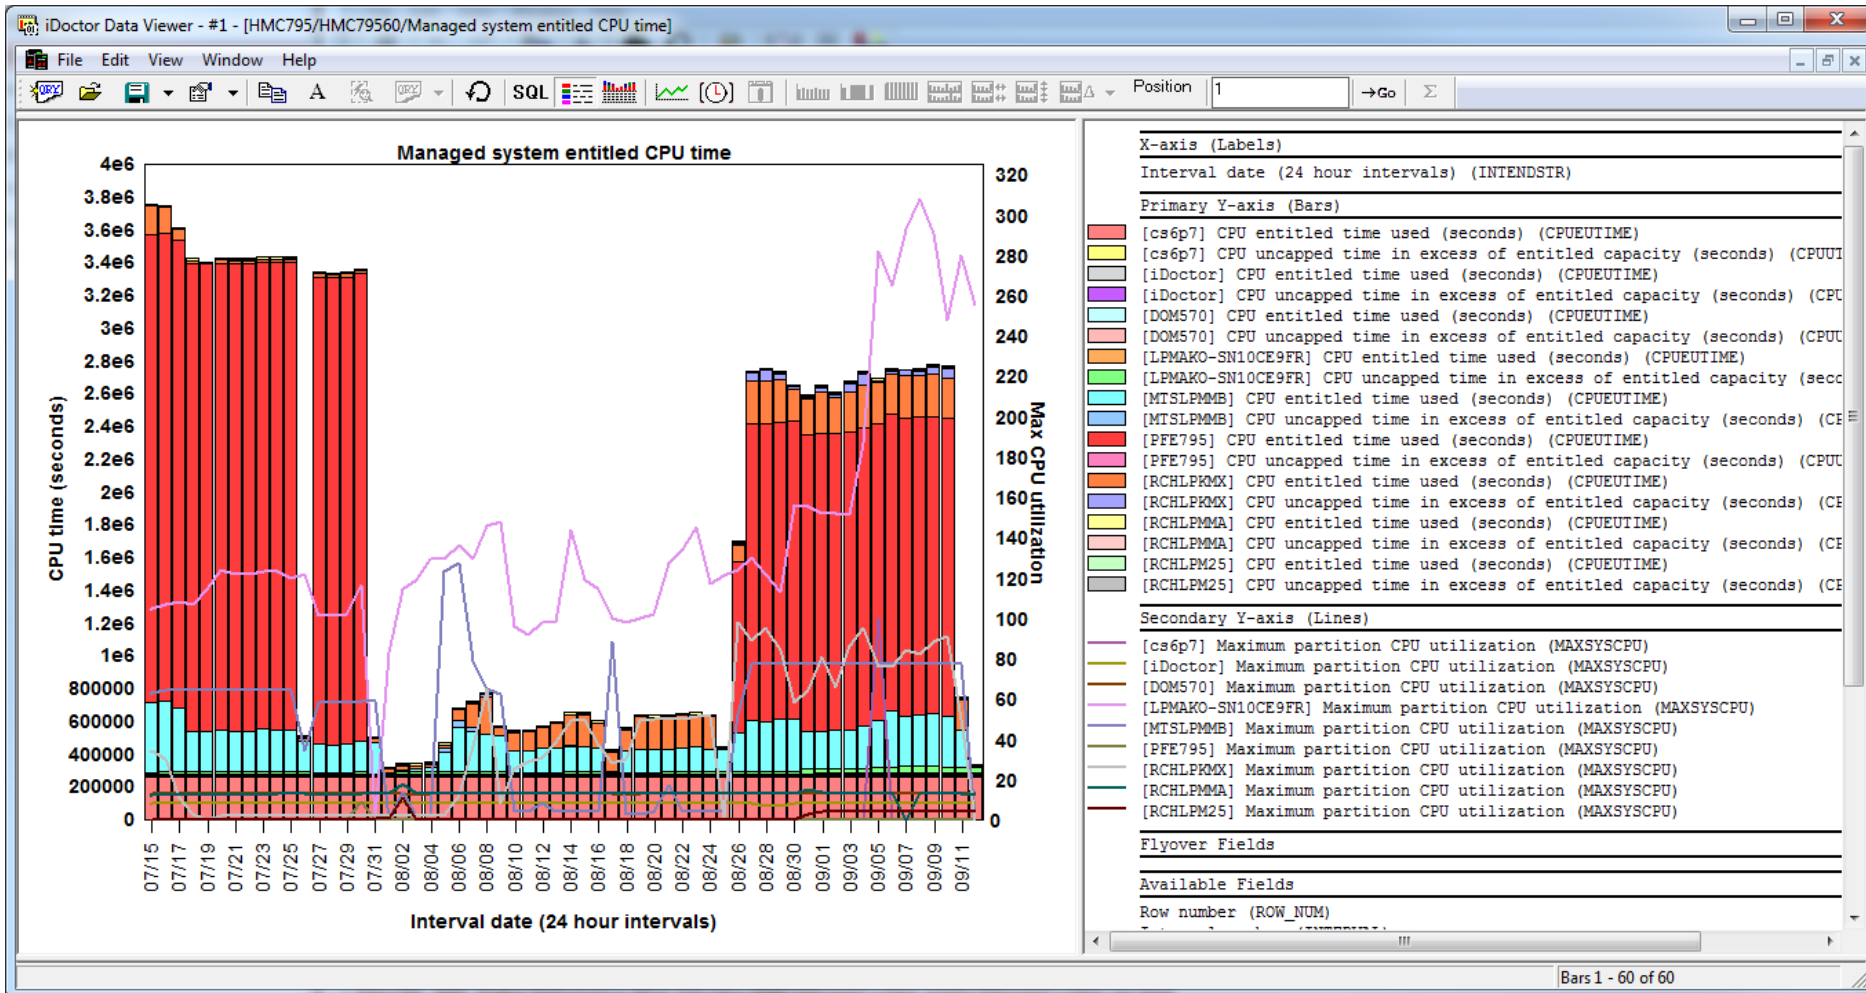 iDoctor Data Viewer - #1 - [HMC795/HMC79560/Managed system entitled CPU time]
File Edit View Window Help
SQL Position 1 →Go Σ
Managed system entitled CPU time
4e6
3.8e6
3.6e6
3.4e6
3.2e6
3e6
2.8e6
2.6e6
2.4e6
2.2e6
2e6
1.8e6
1.6e6
1.4e6
1.2e6
1e6
800000
600000
400000
200000
0
CPU time (seconds)
320
300
280
260
240
220
200
180
160
140
120
100
80
60
40
20
0
Max CPU utilization
07/15 07/17 07/19 07/21 07/23 07/25 07/27 07/29 07/31 08/02 08/04 08/06 08/08 08/10 08/12 08/14 08/16 08/18 08/20 08/22 08/24 08/26 08/28 08/30 09/01 09/03 09/05 09/07 09/09 09/11
Interval date (24 hour intervals)
X-axis (Labels)
Interval date (24 hour intervals) (INTENDSTR)
Primary Y-axis (Bars)
[cs6p7] CPU entitled time used (seconds) (CPUEUTIME)
[cs6p7] CPU uncapped time in excess of entitled capacity (seconds) (CPUUT
[iDoctor] CPU entitled time used (seconds) (CPUEUTIME)
[iDoctor] CPU uncapped time in excess of entitled capacity (seconds) (CPU
[DOM570] CPU entitled time used (seconds) (CPUEUTIME)
[DOM570] CPU uncapped time in excess of entitled capacity (seconds) (CPUU
[LPMAKO-SN10CE9FR] CPU entitled time used (seconds) (CPUEUTIME)
[LPMAKO-SN10CE9FR] CPU uncapped time in excess of entitled capacity (seco
[MTSLPMMB] CPU entitled time used (seconds) (CPUEUTIME)
[MTSLPMMB] CPU uncapped time in excess of entitled capacity (seconds) (CP
[PFE795] CPU entitled time used (seconds) (CPUEUTIME)
[PFE795] CPU uncapped time in excess of entitled capacity (seconds) (CPUU
[RCHLPKMX] CPU entitled time used (seconds) (CPUEUTIME)
[RCHLPKMX] CPU uncapped time in excess of entitled capacity (seconds) (CP
[RCHLPMMA] CPU entitled time used (seconds) (CPUEUTIME)
[RCHLPMMA] CPU uncapped time in excess of entitled capacity (seconds) (CP
[RCHLPM25] CPU entitled time used (seconds) (CPUEUTIME)
[RCHLPM25] CPU uncapped time in excess of entitled capacity (seconds) (CP
Secondary Y-axis (Lines)
[cs6p7] Maximum partition CPU utilization (MAXSYSCPU)
[iDoctor] Maximum partition CPU utilization (MAXSYSCPU)
[DOM570] Maximum partition CPU utilization (MAXSYSCPU)
[LPMAKO-SN10CE9FR] Maximum partition CPU utilization (MAXSYSCPU)
[MTSLPMMB] Maximum partition CPU utilization (MAXSYSCPU)
[PFE795] Maximum partition CPU utilization (MAXSYSCPU)
[RCHLPKMX] Maximum partition CPU utilization (MAXSYSCPU)
[RCHLPMMA] Maximum partition CPU utilization (MAXSYSCPU)
[RCHLPM25] Maximum partition CPU utilization (MAXSYSCPU)
Flyover Fields
Available Fields
Row number (ROW_NUM)
Bars 1 - 60 of 60